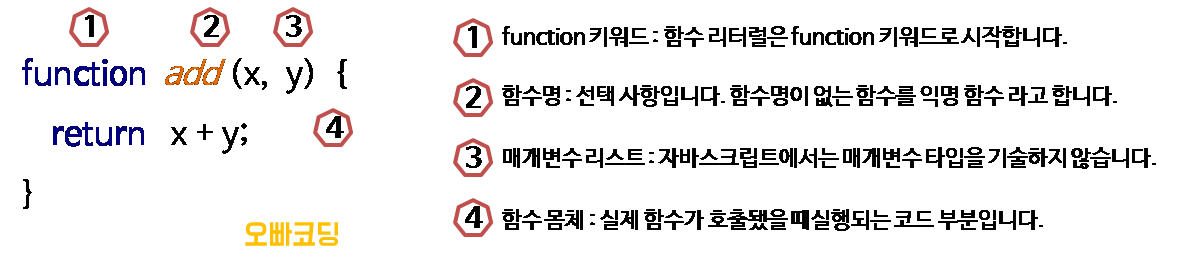 1 2 3
function add (x, y) {
return x + y; 4
}
오빠코딩
1 function 키워드 : 함수 리터럴은 function 키워드로 시작합니다.
2 함수명 : 선택 사항입니다. 함수명이 없는 함수를 익명 함수 라고 합니다.
3 매개변수 리스트 : 자바스크립트에서는 매개변수 타입을 기술하지 않습니다.
4 함수 몸체 : 실제 함수가 호출됐을 때실행되는 코드 부분입니다.